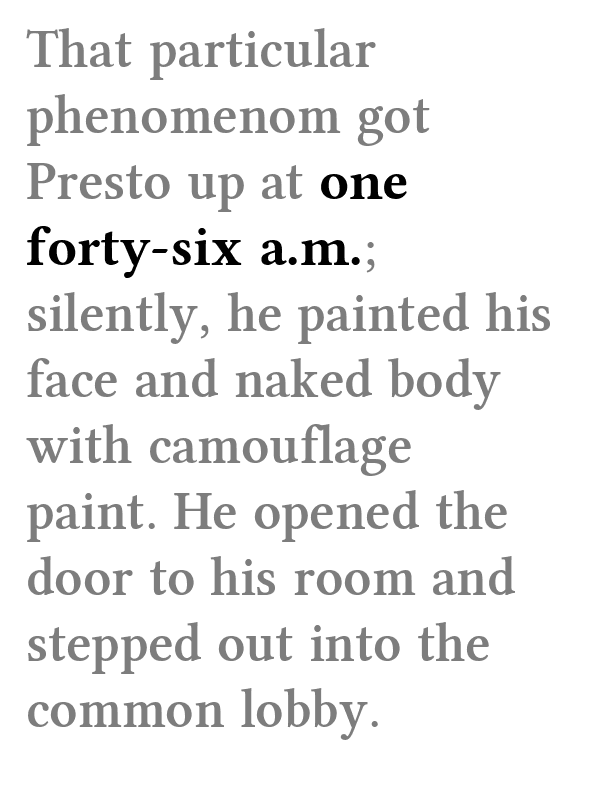 That particular
phenomenom got
Presto up at one
forty-six a.m.;
silently, he painted his
face and naked body
with camouflage
paint. He opened the
door to his room and
stepped out into the
common lobby.